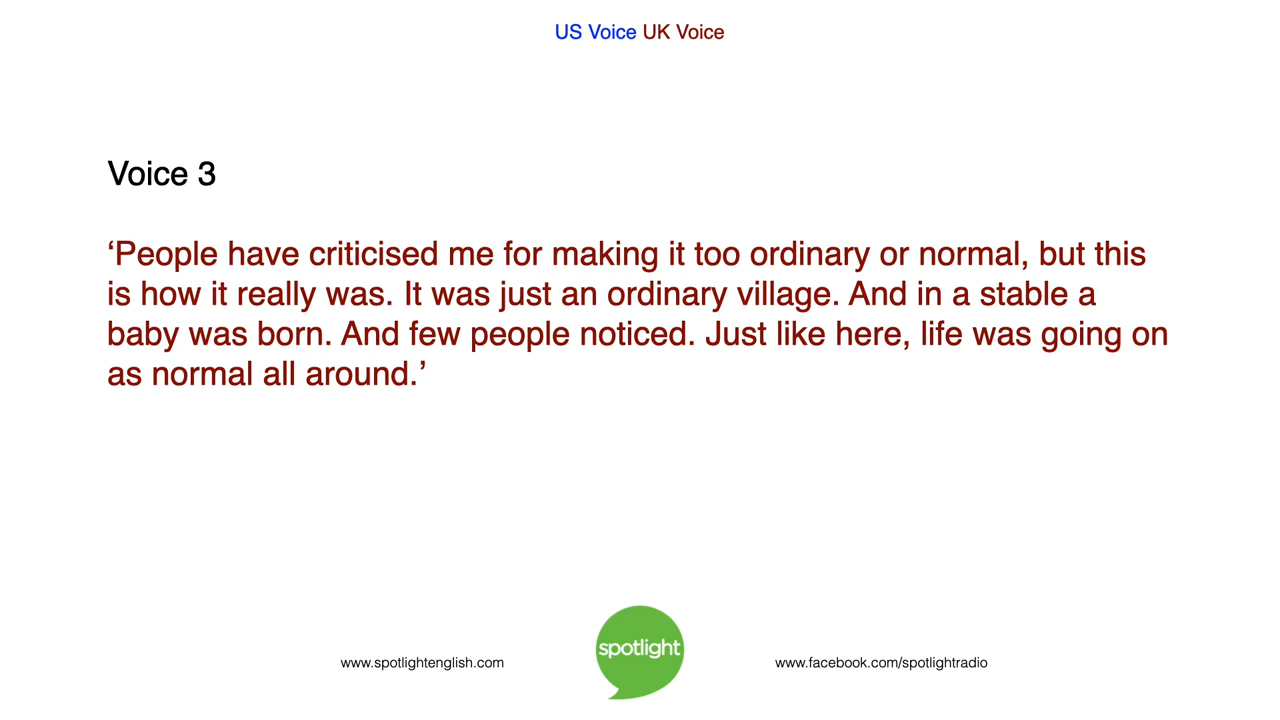 US Voice UK Voice
Voice 3
‘People have criticised me for making it too ordinary or normal, but this
is how it really was. It was just an ordinary village. And in a stable a
baby was born. And few people noticed. Just like here, life was going on
as normal all around.’
spotlight
www.spotlightenglish.com
www.facebook.com/spotlightradio